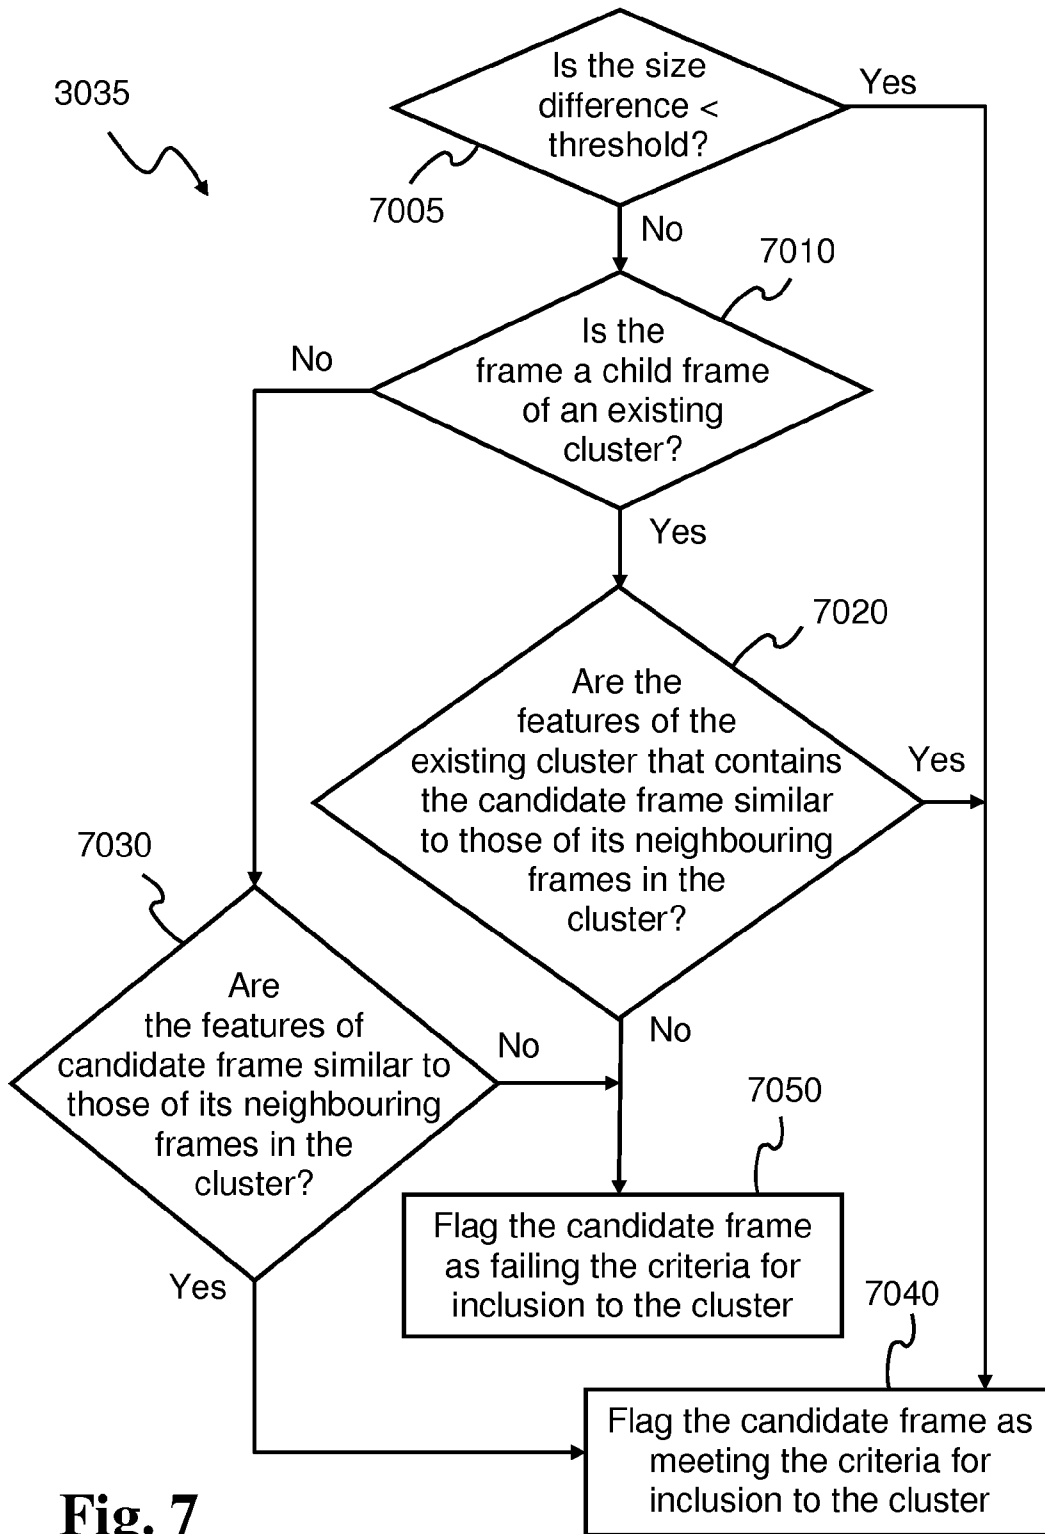 3035
Is the size
difference <
threshold?
Yes
7005
No
7010
Is the
frame a child frame
of an existing
cluster?
No
Yes
7020
Are the
features of the
existing cluster that contains
the candidate frame similar
to those of its neighbouring
frames in the
cluster?
Yes
No
7030
Are
the features of
candidate frame similar to
those of its neighbouring
frames in the
cluster?
No
Yes
7050
Flag the candidate frame
as failing the criteria for
inclusion to the cluster
7040
Flag the candidate frame as
meeting the criteria for
inclusion to the cluster
Fig. 7